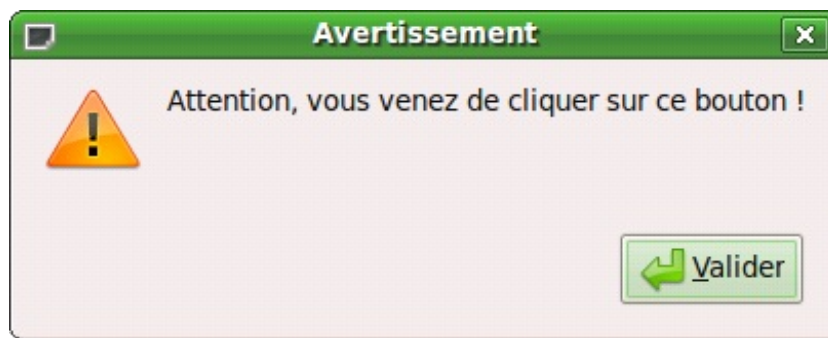 Avertissement
Attention, vous venez de cliquer sur ce bouton !
Valider